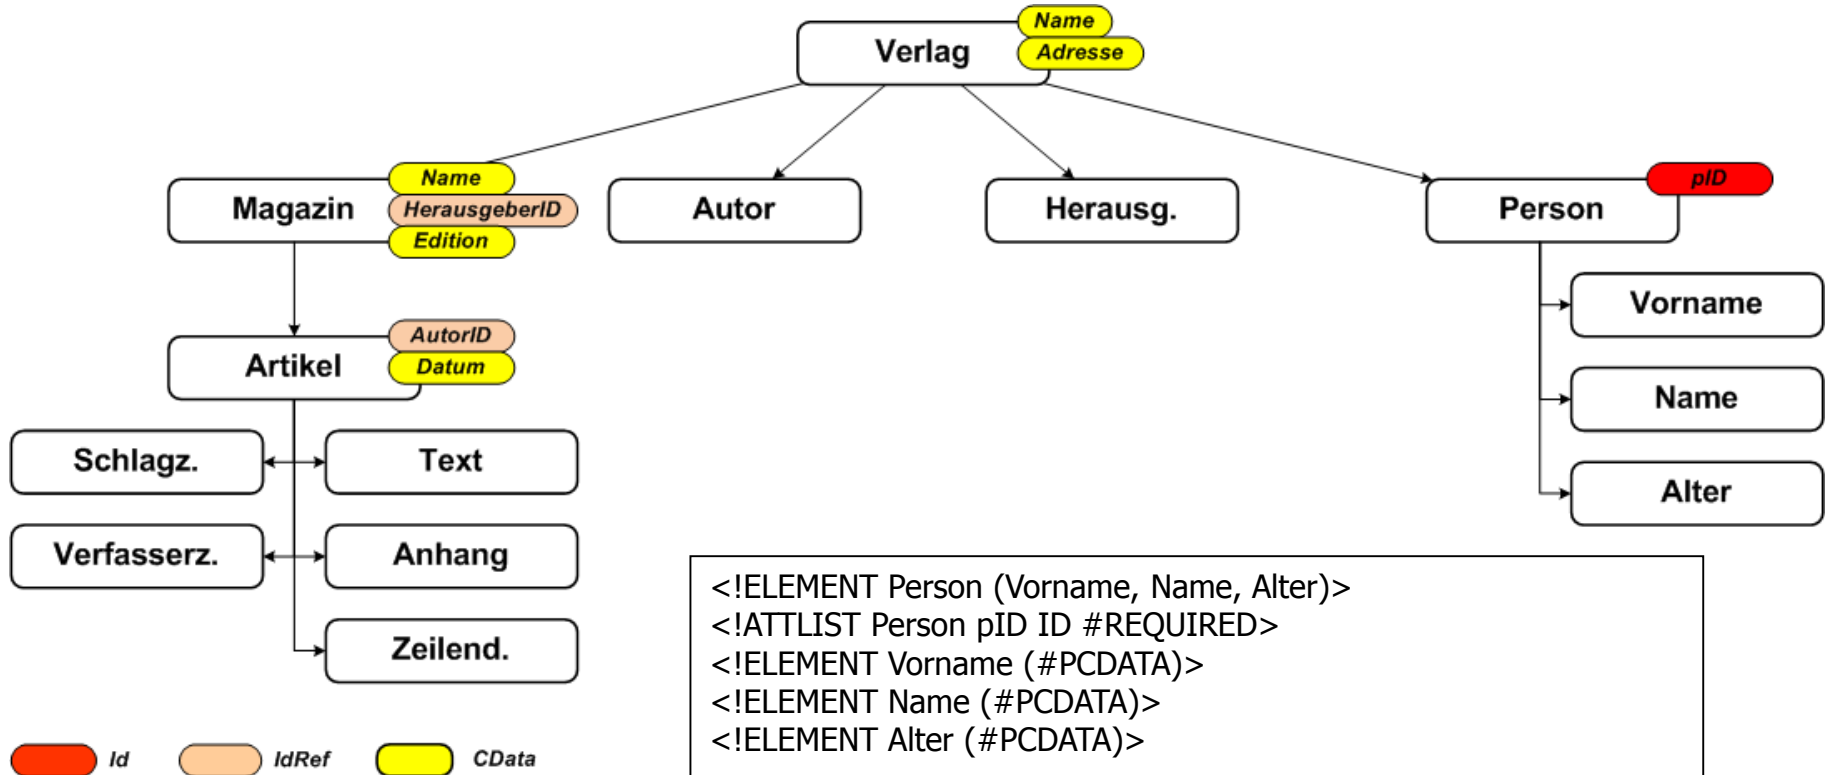 Name
Verlag
Adresse
Name
Magazin
HerausgeberID
Edition
Autor
Herausg.
pID
Person
Vorname
Name
Alter
AutorID
Artikel
Datum
Schlagz.
Text
Verfasserz.
Anhang
Zeilend.
<!ELEMENT Person (Vorname, Name, Alter)>
<!ATTLIST Person pID ID #REQUIRED>
<!ELEMENT Vorname (#PCDATA)>
<!ELEMENT Name (#PCDATA)>
<!ELEMENT Alter (#PCDATA)>
Id
IdRef
CData